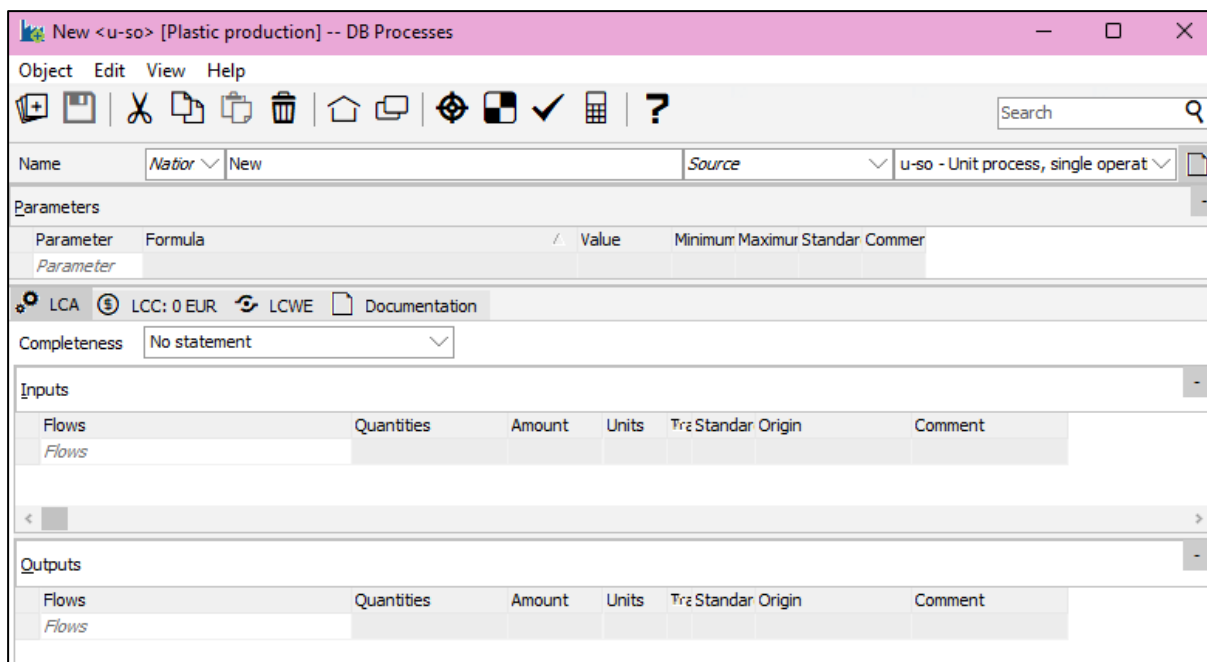 New <u-so> [Plastic production] -- DB Processes
Object Edit View Help
? Search
Name Nation New Source u-so - Unit process, single operat
Parameters
Parameter Formula Value Minimum Maximur Standar Commer
Parameter
LCA LCC: 0 EUR LCWE Documentation
Completeness No statement
Inputs
Flows Quantities Amount Units Tra Standar Origin Comment
Flows
Outputs
Flows Quantities Amount Units Tra Standar Origin Comment
Flows